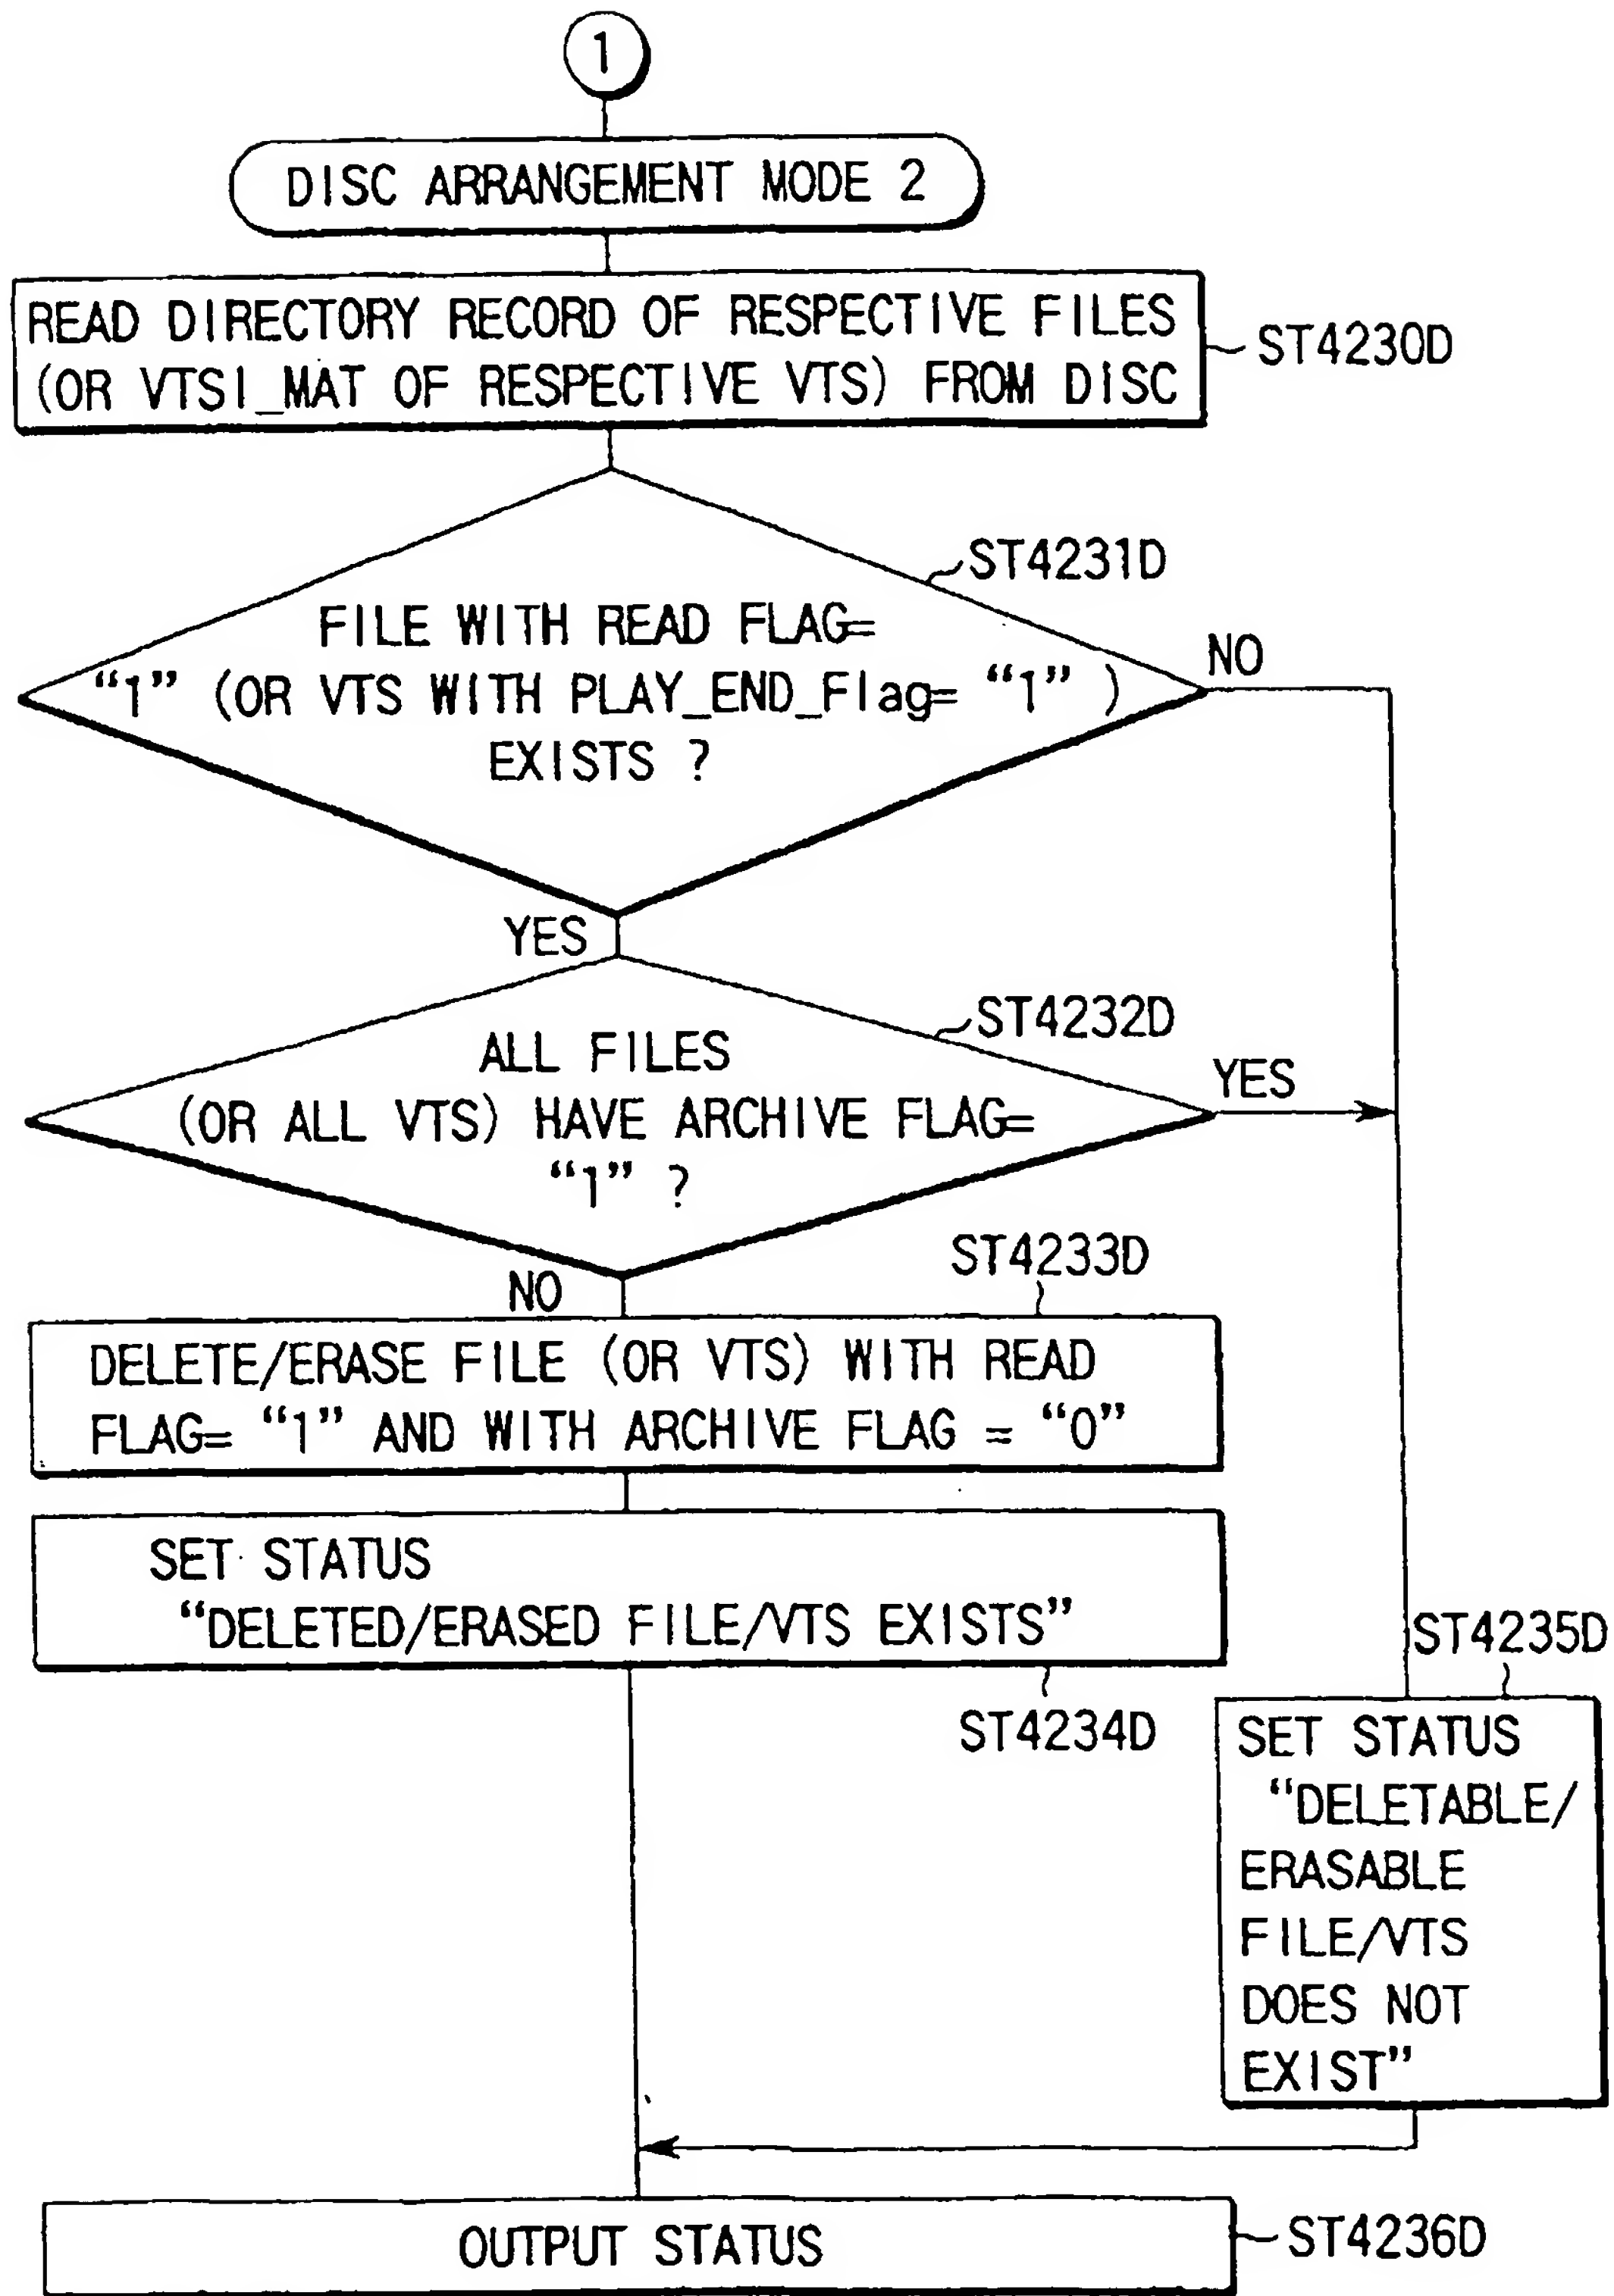 1
DISC ARRANGEMENT MODE 2
READ DIRECTORY RECORD OF RESPECTIVE FILES
(OR VTSI_MAT OF RESPECTIVE VTS) FROM DISC
ST4230D
ST4231D
FILE WITH READ FLAG=
“1” (OR VTS WITH PLAY_END_Flag= “1” )
EXISTS ?
NO
YES
ST4232D
ALL FILES
(OR ALL VTS) HAVE ARCHIVE FLAG=
“1” ?
YES
NO
ST4233D
DELETE/ERASE FILE (OR VTS) WITH READ
FLAG= “1” AND WITH ARCHIVE FLAG = “0”
SET STATUS
“DELETED/ERASED FILE/VTS EXISTS”
ST4234D
ST4235D
SET STATUS
“DELETABLE/
ERASABLE
FILE/VTS
DOES NOT
EXIST”
OUTPUT STATUS
ST4236D